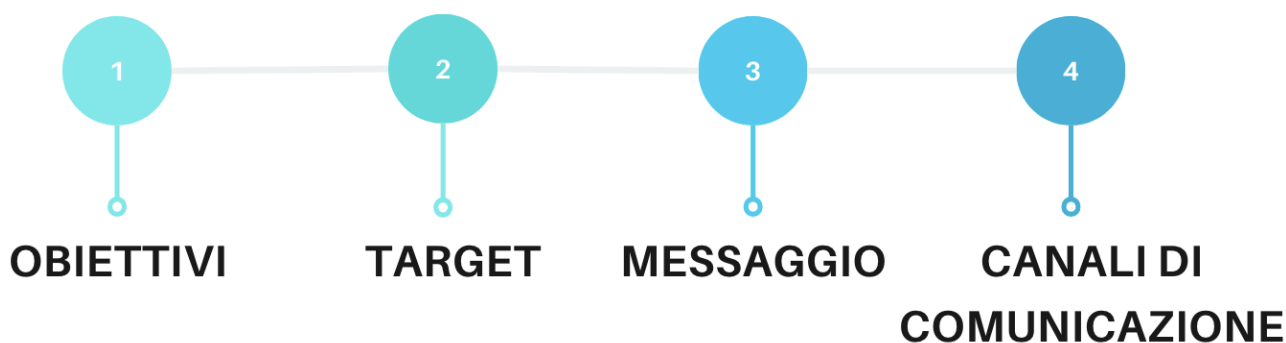 1
2
3
4
OBIETTIVI
TARGET
MESSAGGIO
CANALI DI
COMUNICAZIONE